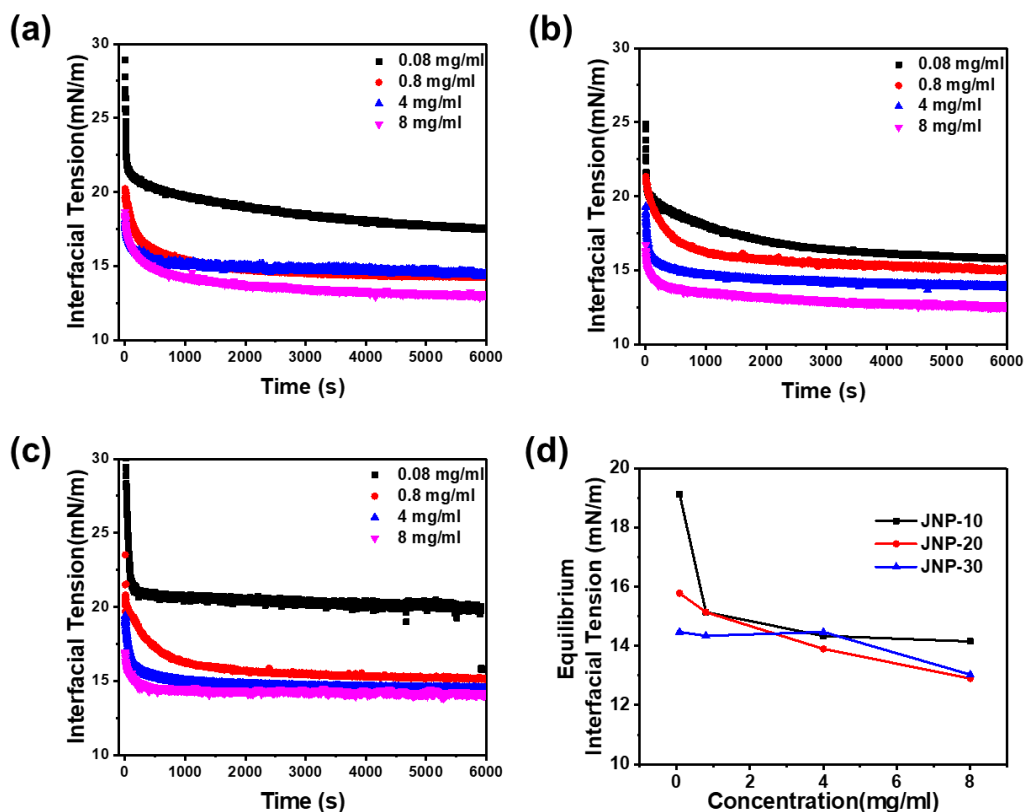 (a)
30
25
20
15
10
Interfacial Tension(mN/m)
0.08 mg/ml
0.8 mg/ml
4 mg/ml
8 mg/ml
0 1000 2000 3000 4000 5000 6000
Time (s)
(b)
30
25
20
15
10
Interfacial Tension(mN/m)
0.08 mg/ml
0.8 mg/ml
4 mg/ml
8 mg/ml
0 1000 2000 3000 4000 5000 6000
Time (s)
(c)
30
25
20
15
10
Interfacial Tension(mN/m)
0.08 mg/ml
0.8 mg/ml
4 mg/ml
8 mg/ml
0 1000 2000 3000 4000 5000 6000
Time (s)
(d)
20
19
18
17
16
15
14
13
12
11
10
Equilibrium
Interfacial Tension (mN/m)
JNP-10
JNP-20
JNP-30
0 2 4 6 8
Concentration(mg/ml)